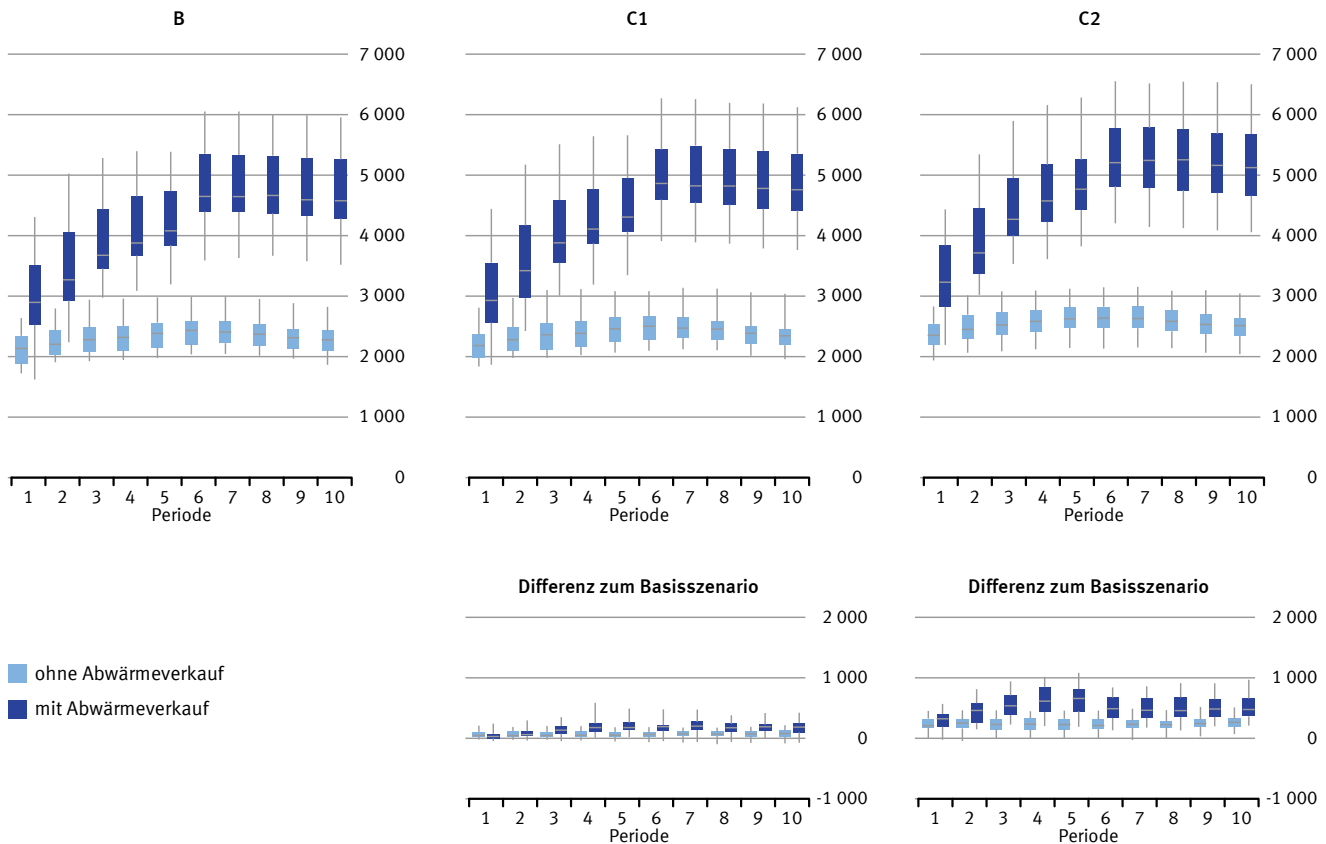 B
7 000
6 000
5 000
4 000
3 000
2 000
1 000
0
1 2 3 4 5 6 7 8 9 10
Periode
C1
7 000
6 000
5 000
4 000
3 000
2 000
1 000
0
1 2 3 4 5 6 7 8 9 10
Periode
C2
7 000
6 000
5 000
4 000
3 000
2 000
1 000
0
1 2 3 4 5 6 7 8 9 10
Periode
ohne Abwärmeverkauf
mit Abwärmeverkauf
Differenz zum Basisszenario
2 000
1 000
0
-1 000
1 2 3 4 5 6 7 8 9 10
Periode
Differenz zum Basisszenario
2 000
1 000
0
-1 000
1 2 3 4 5 6 7 8 9 10
Periode